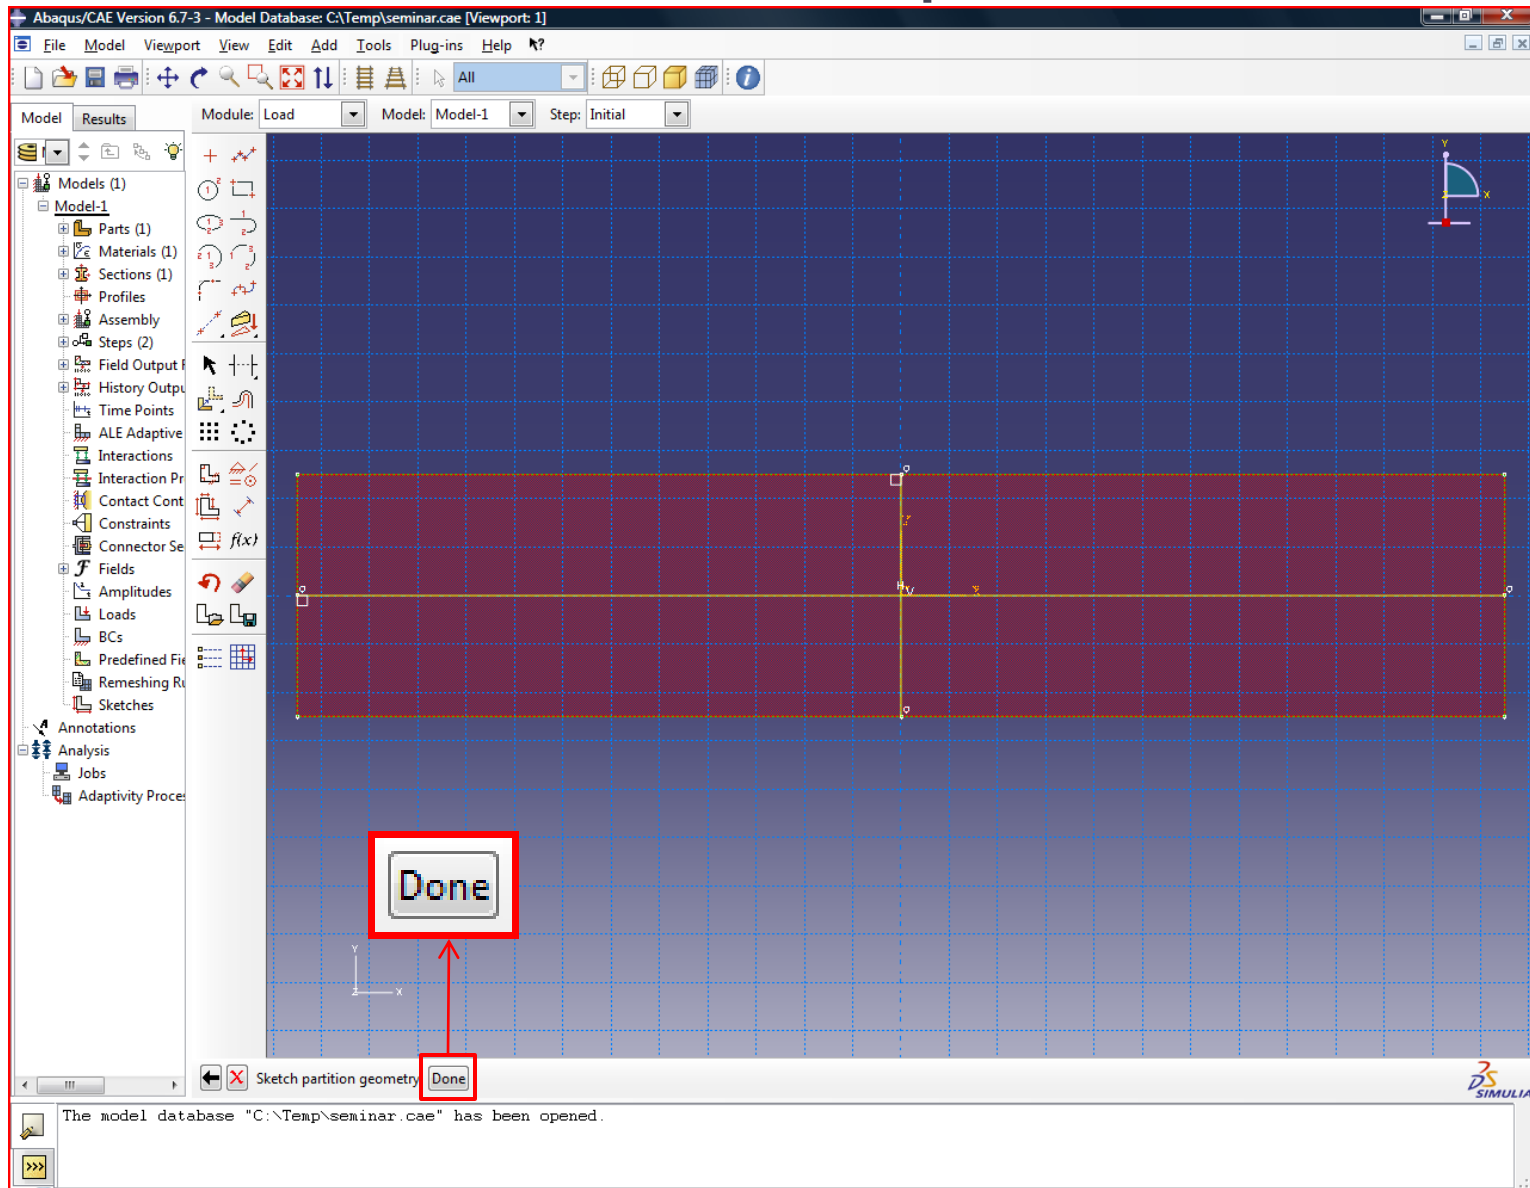 Abaqus/CAE Version 6.7-3 - Model Database: C:\Temp\seminar.cae [Viewport: 1]
File Model Viewport View Edit Add Tools Plug-ins Help
All
Model Results
Module: Load Model: Model-1 Step: Initial
Models (1)
Model-1
Parts (1)
Materials (1)
Sections (1)
Profiles
Assembly
Steps (2)
Field Output
History Outpu
Time Points
ALE Adaptive
Interactions
Interaction Pr
Contact Cont
Constraints
Connector Se
Fields
Amplitudes
Loads
BCs
Predefined Fie
Remeshing Ru
Sketches
Annotations
Analysis
Jobs
Adaptivity Proces
f(x)
Y
X
H
V
Done
Y
Z X
Sketch partition geometry Done
SIMULIA
The model database "C:\Temp\seminar.cae" has been opened.
>>>